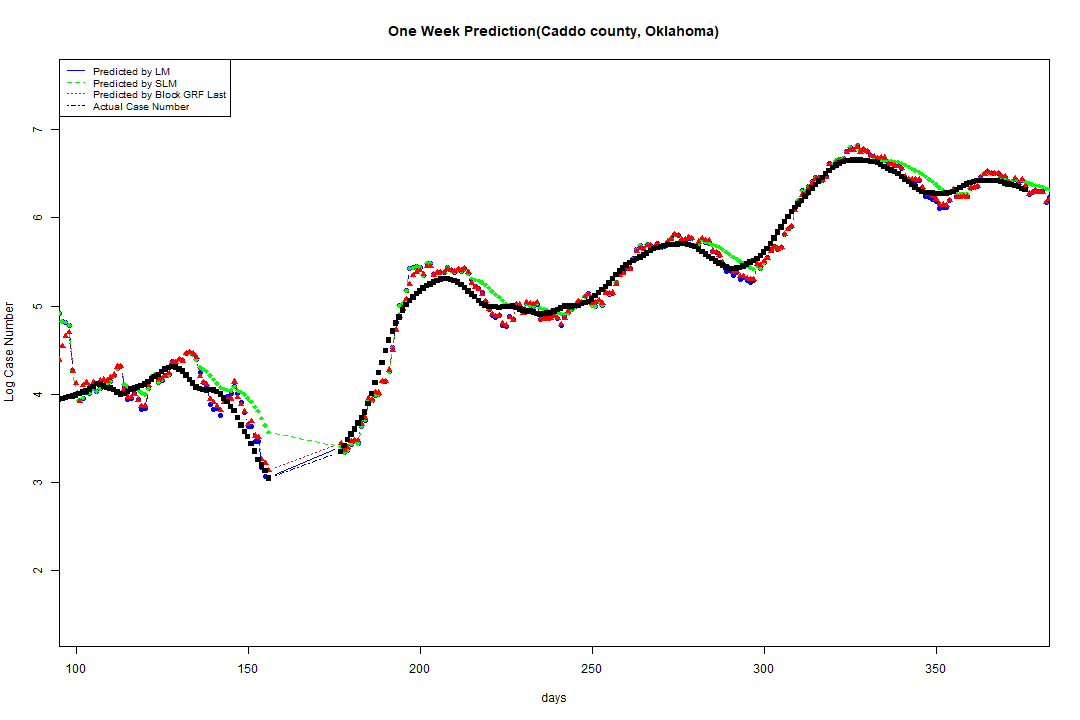 One Week Prediction(Caddo county, Oklahoma)
Predicted by LM
Predicted by SLM
Predicted by Block GRF Last
Actual Case Number
Log Case Number
7
6
5
4
3
2
100 150 200 250 300 350
days